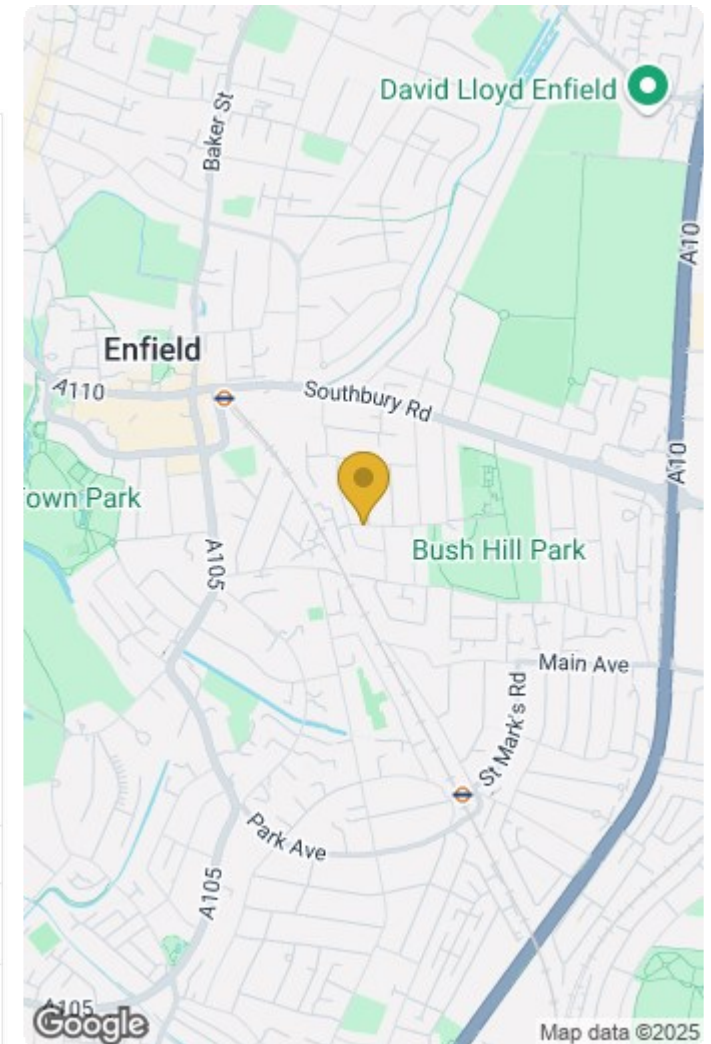 David Lloyd Enfield
Baker St
A10
Enfield
A110
Southbury Rd
A10
Town Park
A105
Bush Hill Park
Main Ave
St Mark's Rd
Park Ave
A105
A105
Google
Map data ©2025